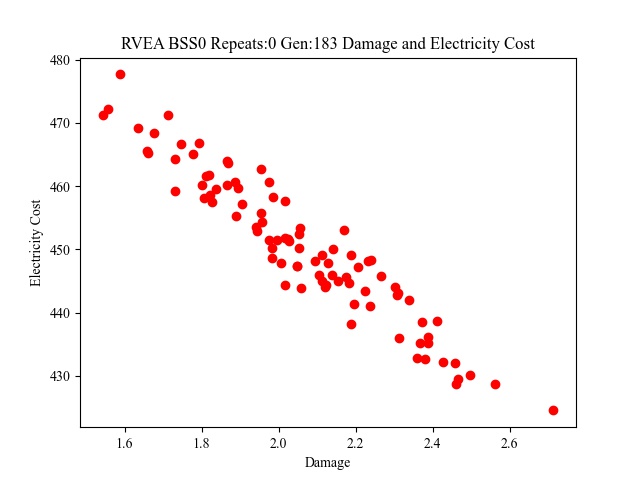 RVEA BSS0 Repeats:0 Gen:183 Damage and Electricity Cost
480
470
460
450
440
430
Electricity Cost
1.6 1.8 2.0 2.2 2.4 2.6
Damage